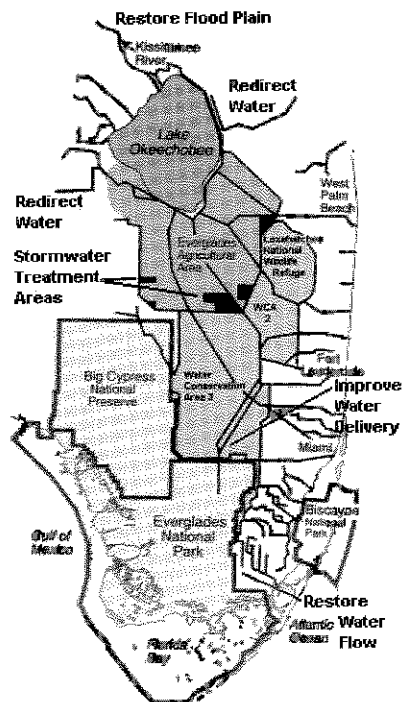 Restore Flood Plain
Kissimmee
River
Redirect
Water
Lake
Okeechobee
West
Palm
Beach
Redirect
Water
Everglades
Agricultural
Area
Loxahatchee
National
Wildlife
Refuge
Stormwater
Treatment
Areas
WCA
2
Fort
Lauderdale
Big Cypress
National
Preserve
Water
Conservation
Area 3
Improve
Water
Delivery
Miami
Biscayne
National
Park
Everglades
National
Park
Gulf of
Mexico
Restore
Water
Flow
Atlantic
Ocean
Florida
Bay